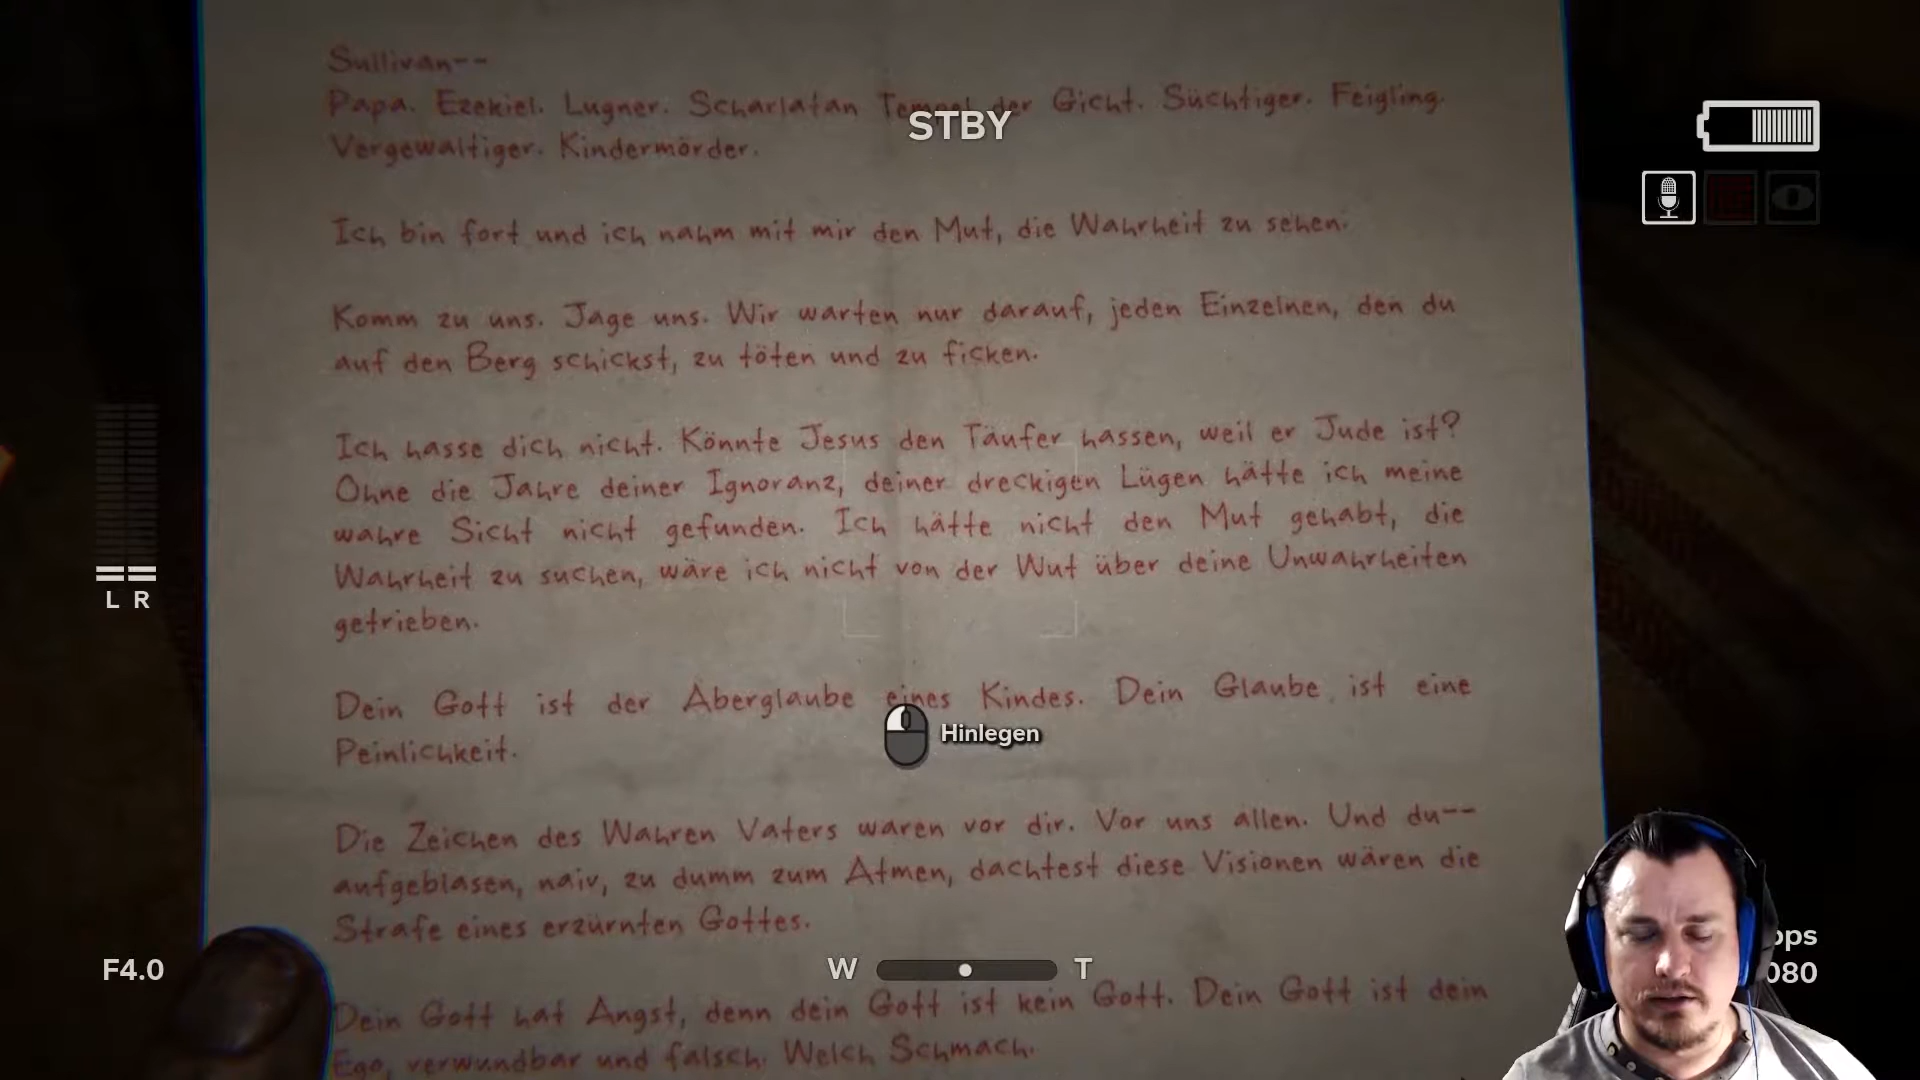 Sullivan--
Papa. Ezekiel. Lugner. Scharlatan Tempel der Gicht. Süchtiger. Feigling.
STBY
Vergewaltiger. Kindermörder.
Ich bin fort und ich nahm mit mir den Mut, die Wahrheit zu sehen.
Komm zu uns. Jage uns. Wir warten nur darauf, jeden Einzelnen, den du
auf den Berg schickst, zu töten und zu ficken.
Ich hasse dich nicht. Könnte Jesus den Täufer hassen, weil er Jude ist?
Ohne die Jahre deiner Ignoranz, deiner dreckigen Lügen hätte ich meine
wahre Sicht nicht gefunden. Ich hätte nicht den Mut gehabt, die
Wahrheit zu suchen, wäre ich nicht von der Wut über deine Unwahrheiten
getrieben.
L R
Dein Gott ist der Aberglaube eines Kindes. Dein Glaube ist eine
Peinlichkeit.
Hinlegen
Die Zeichen des Wahren Vaters waren vor dir. Vor uns allen. Und du--
aufgeblasen, naiv, zu dumm zum Atmen, dachtest diese Visionen wären die
Strafe eines erzürnten Gottes.
F4.0
W T
Dein Gott hat Angst, denn dein Gott ist kein Gott. Dein Gott ist dein
Ego, verwundbar und falsch. Welch Schmach.